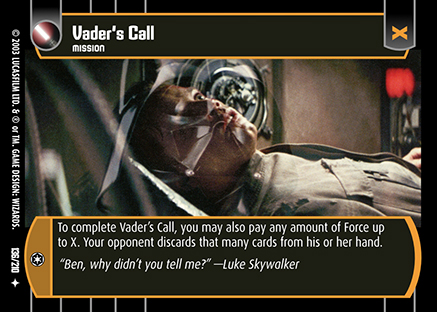 Vader's Call
MISSION
X
To complete Vader's Call, you may also pay any amount of Force up
to X. Your opponent discards that many cards from his or her hand.
"Ben, why didn't you tell me?" —Luke Skywalker
© 2003 LUCASFILM LTD. & ® or TM. GAME DESIGN: WIZARDS.